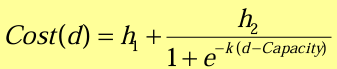 Cost(d) = h₁ + h₂ / (1 + e^{-k(d-Capacity)})